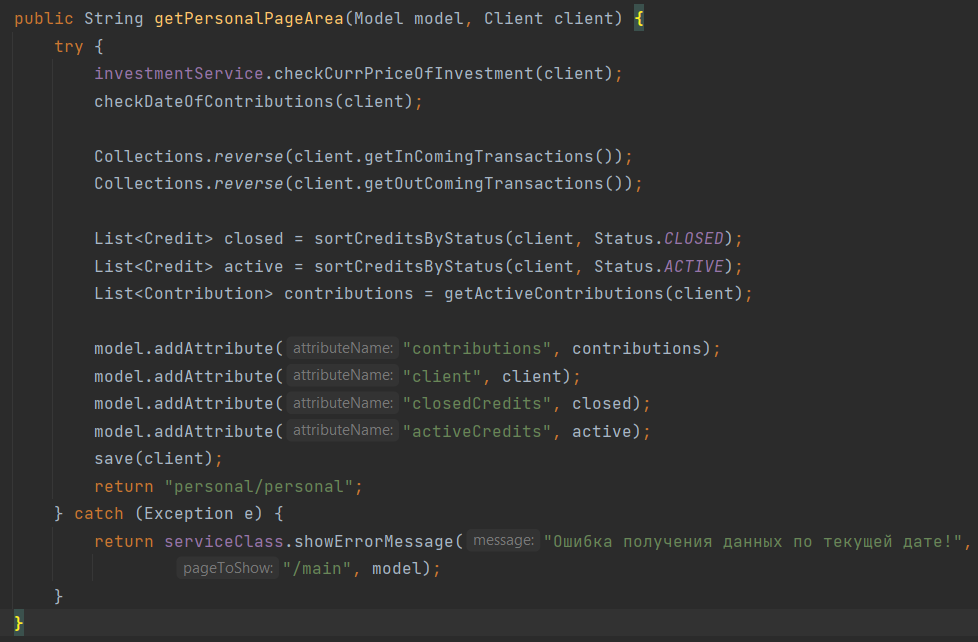 public String getPersonalPageArea(Model model, Client client) {
try {
investmentService.checkCurrPriceOfInvestment(client);
checkDateOfContributions(client);
Collections.reverse(client.getInComingTransactions());
Collections.reverse(client.getOutComingTransactions());
List<Credit> closed = sortCreditsByStatus(client, Status.CLOSED);
List<Credit> active = sortCreditsByStatus(client, Status.ACTIVE);
List<Contribution> contributions = getActiveContributions(client);
model.addAttribute( attributeName: "contributions", contributions);
model.addAttribute( attributeName: "client", client);
model.addAttribute( attributeName: "closedCredits", closed);
model.addAttribute( attributeName: "activeCredits", active);
save(client);
return "personal/personal";
} catch (Exception e) {
return serviceClass.showErrorMessage( message: "Ошибка получения данных по текущей дате!",
pageToShow: "/main", model);
}
}